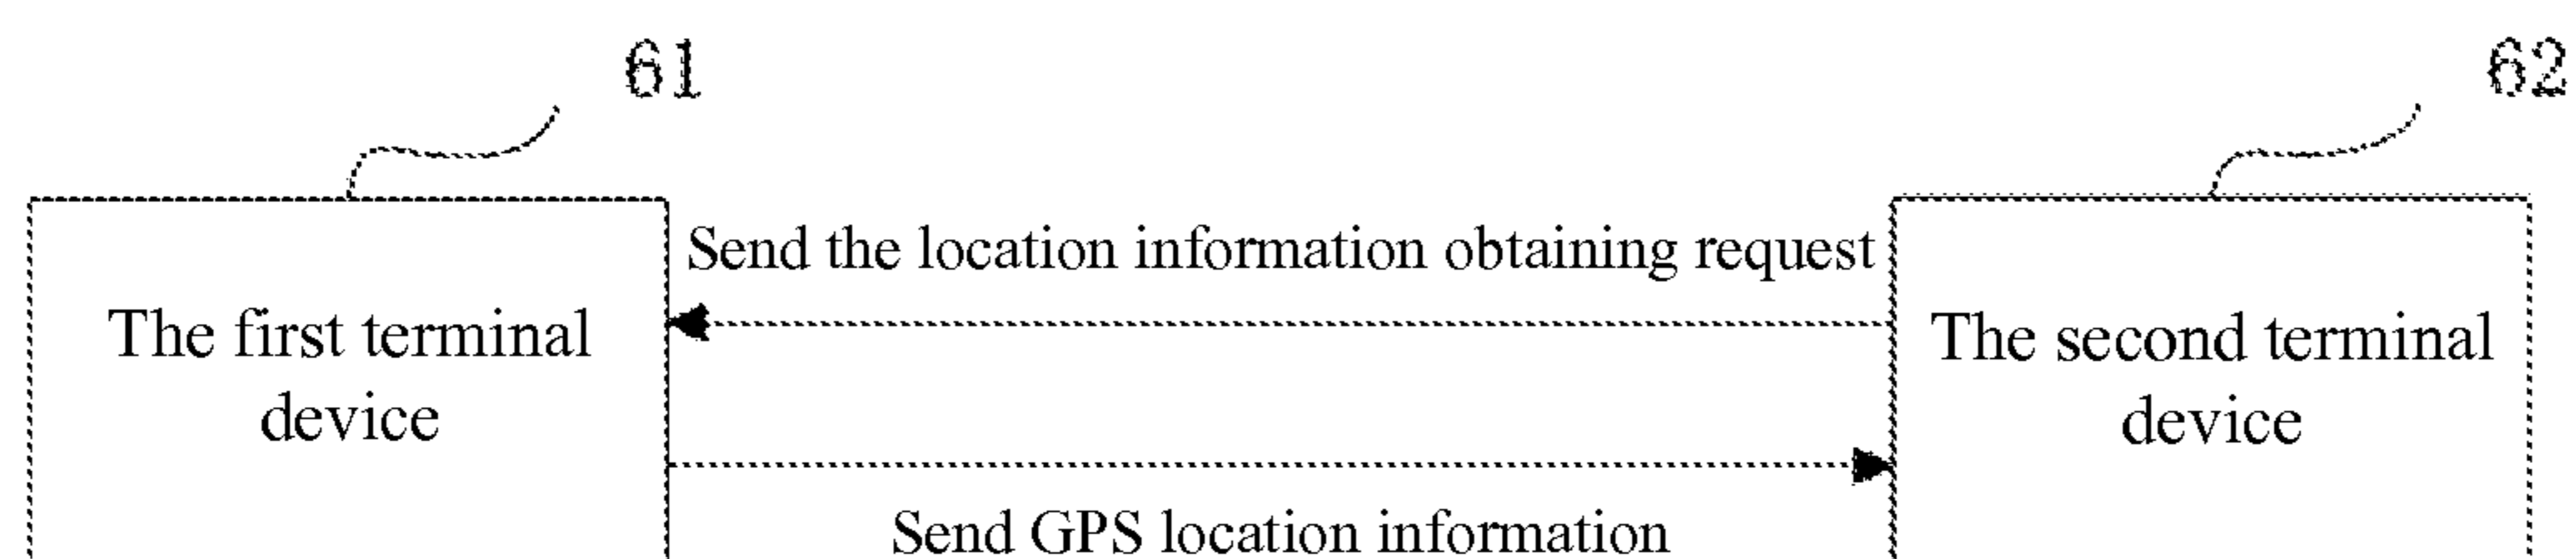 61
62
Send the location information obtaining request
The first terminal
device
The second terminal
device
Send GPS location information